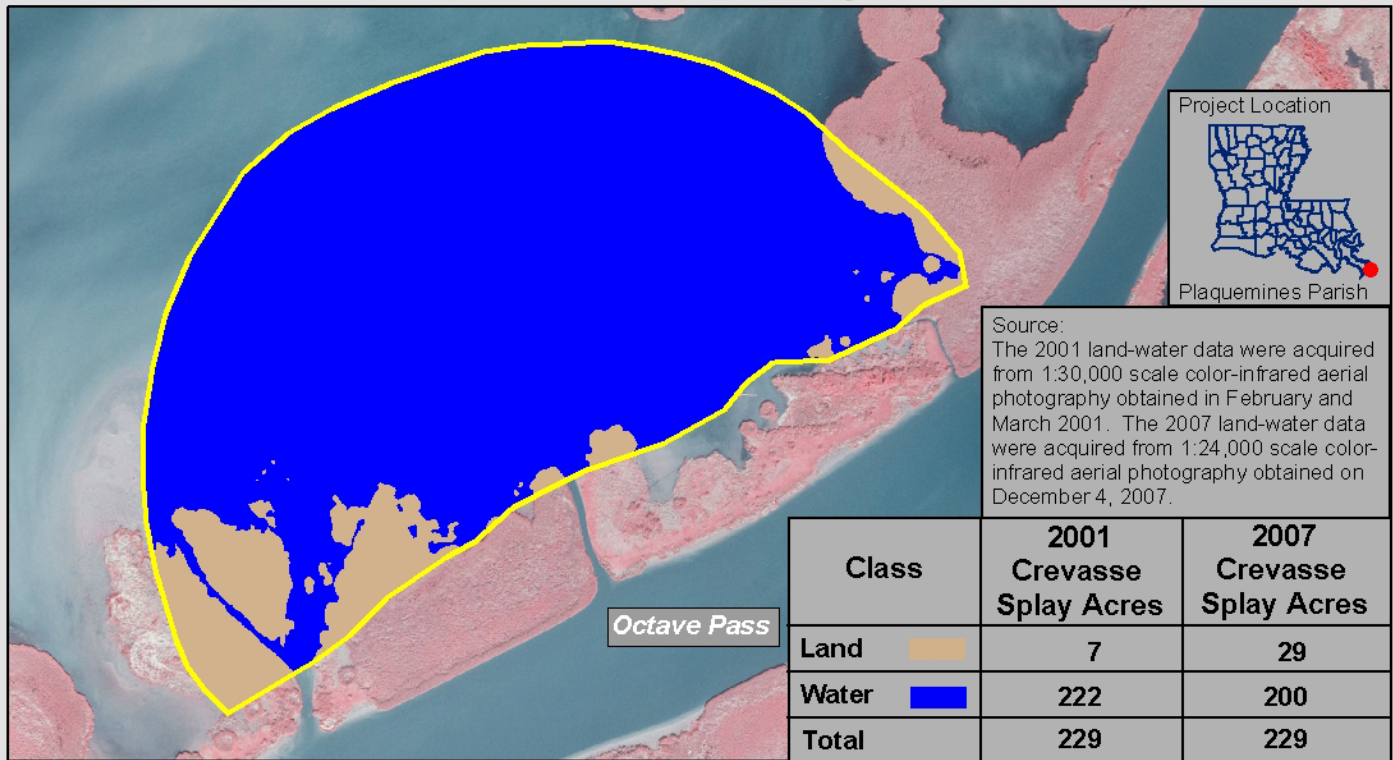 Project Location
Plaquemines Parish
Source:
The 2001 land-water data were acquired
from 1:30,000 scale color-infrared aerial
photography obtained in February and
March 2001. The 2007 land-water data
were acquired from 1:24,000 scale color-
infrared aerial photography obtained on
December 4, 2007.
Octave Pass
Class
2001
Crevasse
Splay Acres
2007
Crevasse
Splay Acres
Land 7 29
Water 222 200
Total 229 229